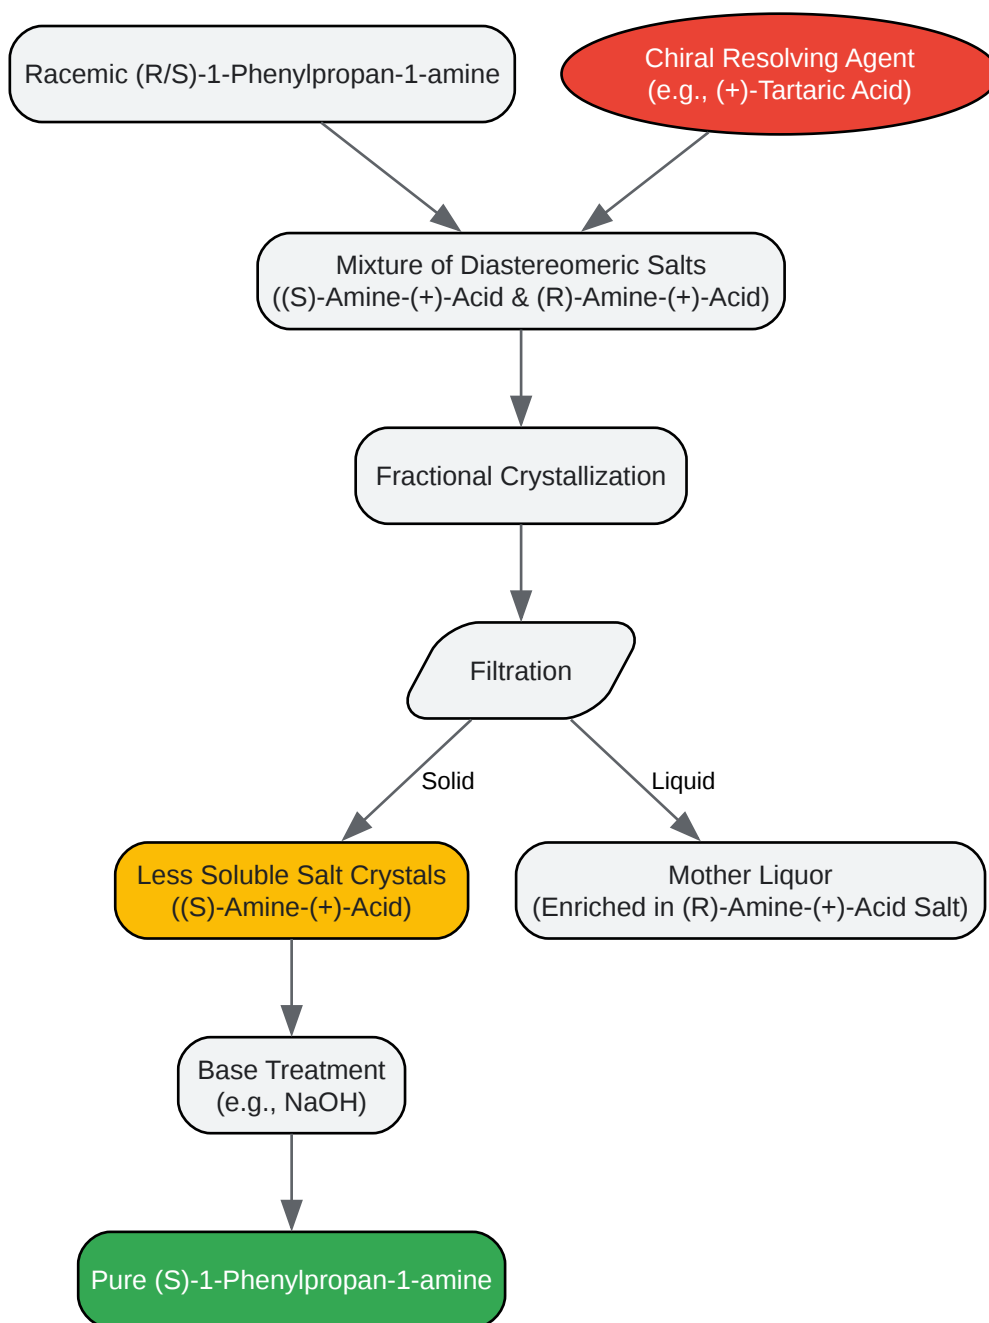 Racemic (R/S)-1-Phenylpropan-1-amine
Chiral Resolving Agent
(e.g., (+)-Tartaric Acid)
Mixture of Diastereomeric Salts
((S)-Amine-(+)-Acid & (R)-Amine-(+)-Acid)
Fractional Crystallization
Filtration
Solid
Liquid
Less Soluble Salt Crystals
((S)-Amine-(+)-Acid)
Mother Liquor
(Enriched in (R)-Amine-(+)-Acid Salt)
Base Treatment
(e.g., NaOH)
Pure (S)-1-Phenylpropan-1-amine